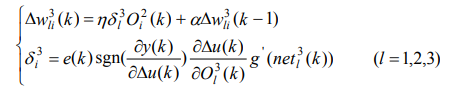 Δw_{li}^3(k) = ηδ_l^3 O_i^2(k) + αΔw_{li}^3(k − 1)
δ_l^3 = e(k) sgn(∂y(k)/∂Δu(k)) ∂Δu(k)/∂O_l^3(k) g'(net_l^3(k)) (l = 1,2,3)